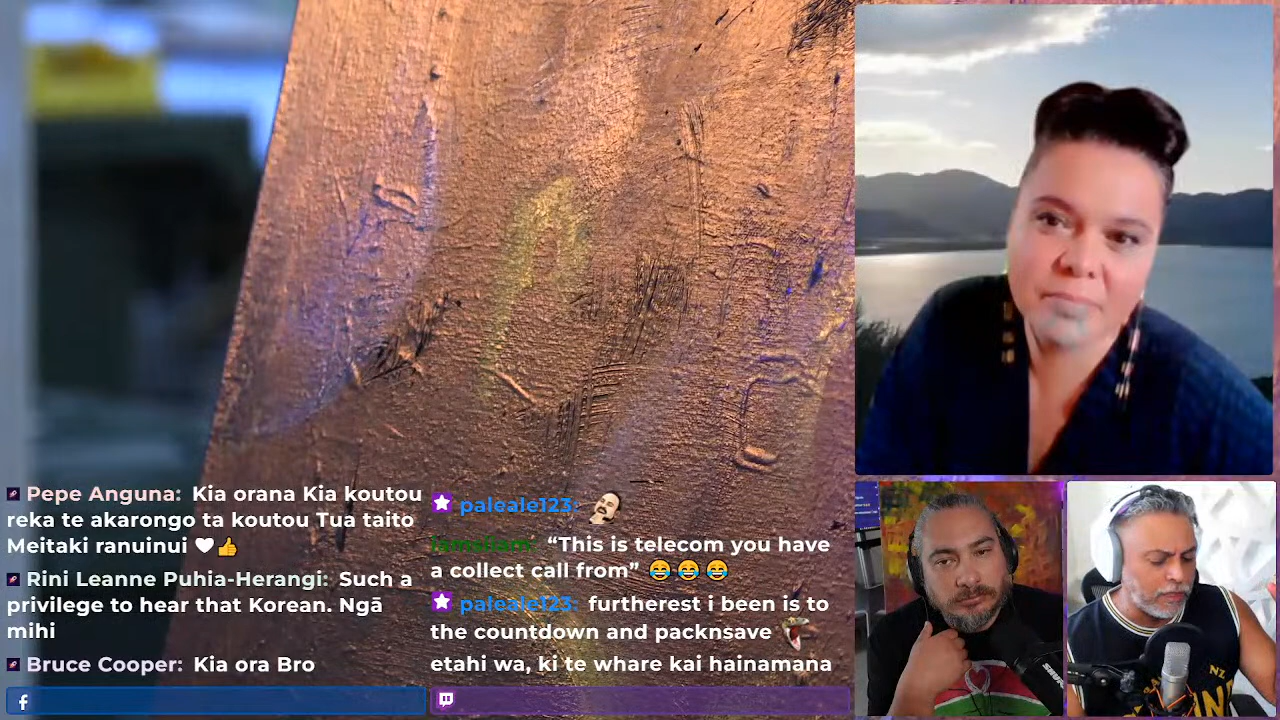 Pepe Anguna: Kia orana Kia koutou
reka te akarongo ta koutou Tua taito
Meitaki ranuinui 🤍👍
Rini Leanne Puhia-Herangi: Such a
privilege to hear that Korean. Ngā
mihi
Bruce Cooper: Kia ora Bro
paleale123:
“This is telecom you have
a collect call from” 😂😂😂
paleale123: furtherest i been is to
the countdown and packnsave
etahi wa, ki te whare kai hainamana
NZ